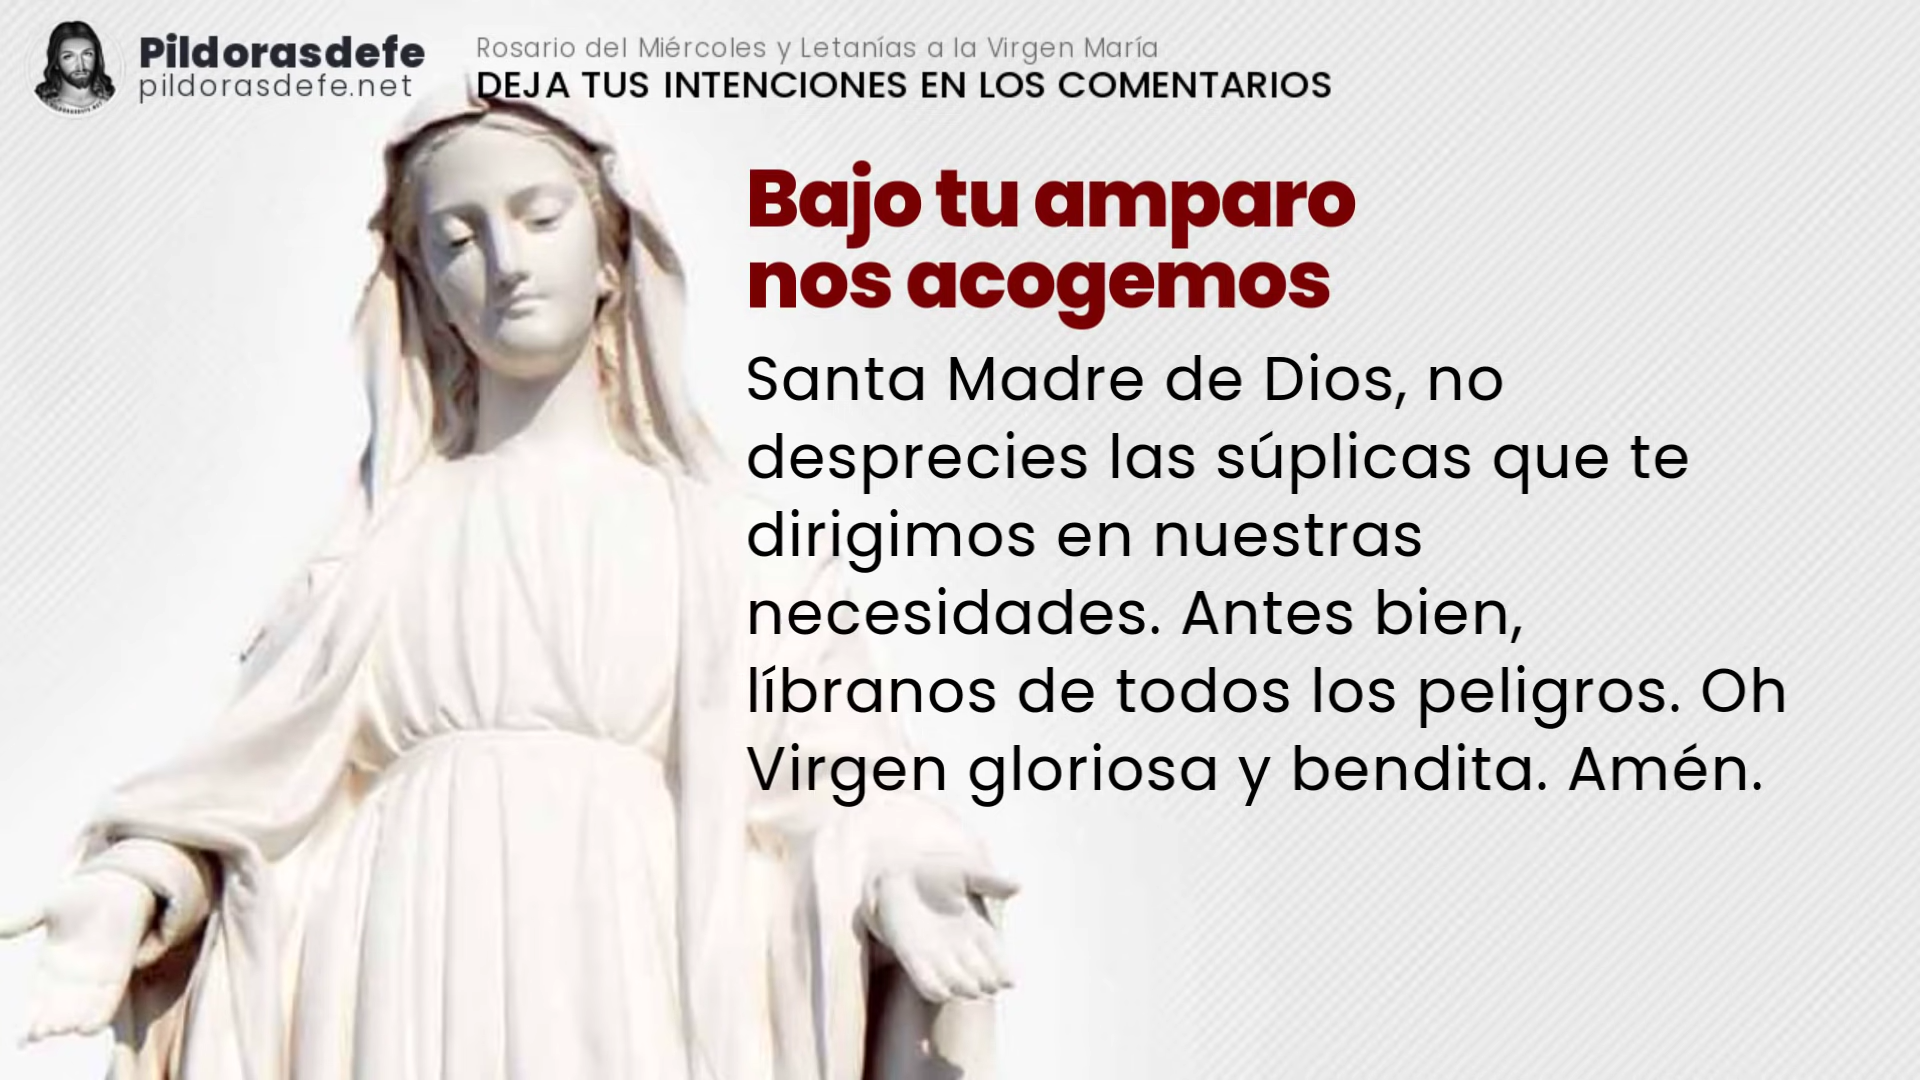 Pildorasdefe
pildorasdefe.net
Rosario del Miércoles y Letanías a la Virgen María
DEJA TUS INTENCIONES EN LOS COMENTARIOS
Bajo tu amparo
nos acogemos
Santa Madre de Dios, no
desprecies las súplicas que te
dirigimos en nuestras
necesidades. Antes bien,
líbranos de todos los peligros. Oh
Virgen gloriosa y bendita. Amén.